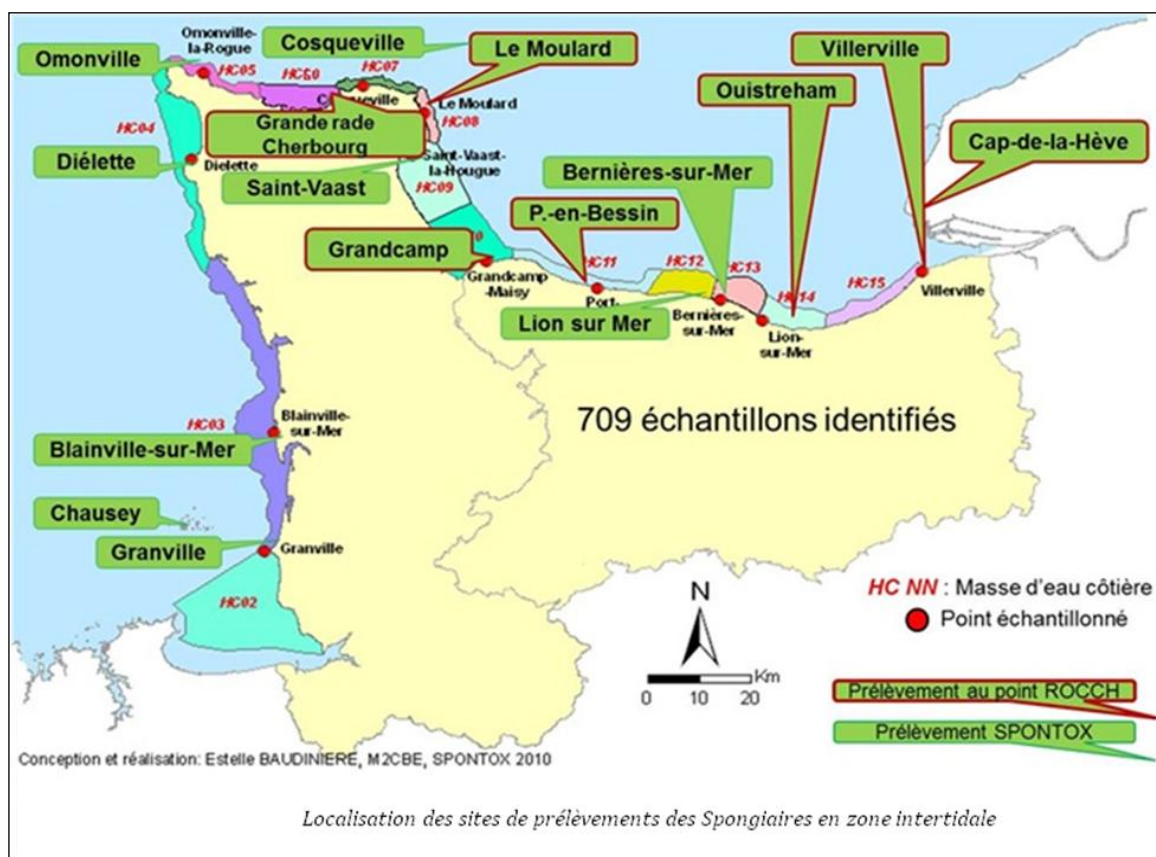 Omonville-
la-Rogue
Cosqueville
Le Moulard
Villerville
Omonville
HC05
HC60
HC07
Ouistreham
Le Moulard
HC08
HC04
Grande rade
Cherbourg
Cap-de-la-Hève
Diélette
Dielette
Saint-Vaast-
la-Hougue
Saint-Vaast
HC09
Bernières-sur-Mer
P.-en-Bessin
Grandcamp
Grandcamp
-Maisy
HC11
HC12
HC13
HC15
Port-
Villerville
Lion sur Mer
Bernières-
sur-Mer
Lion-
sur-Mer
709 échantillons identifiés
HC03
Blainville-
sur-Mer
Blainville-sur-Mer
Chausey
Granville
Granville
HC02
N
HC NN : Masse d'eau côtière
Point échantillonné
Km
0 10 20
Prélèvement au point ROCCH
Prélèvement SPONTOX
Conception et réalisation: Estelle BAUDINIERE, M2CBE, SPONTOX 2010
Localisation des sites de prélèvements des Spongiaires en zone intertidale